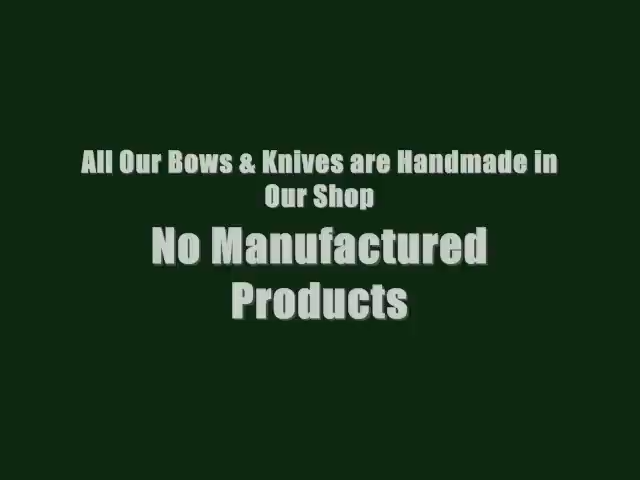 All Our Bows & Knives are Handmade in
Our Shop
No Manufactured
Products